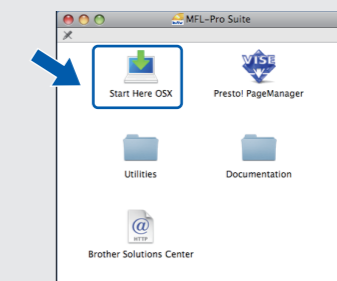 MFL-Pro Suite
Start Here OSX
VISE
Presto! PageManager
Utilities
Documentation
@
HTTP
Brother Solutions Center